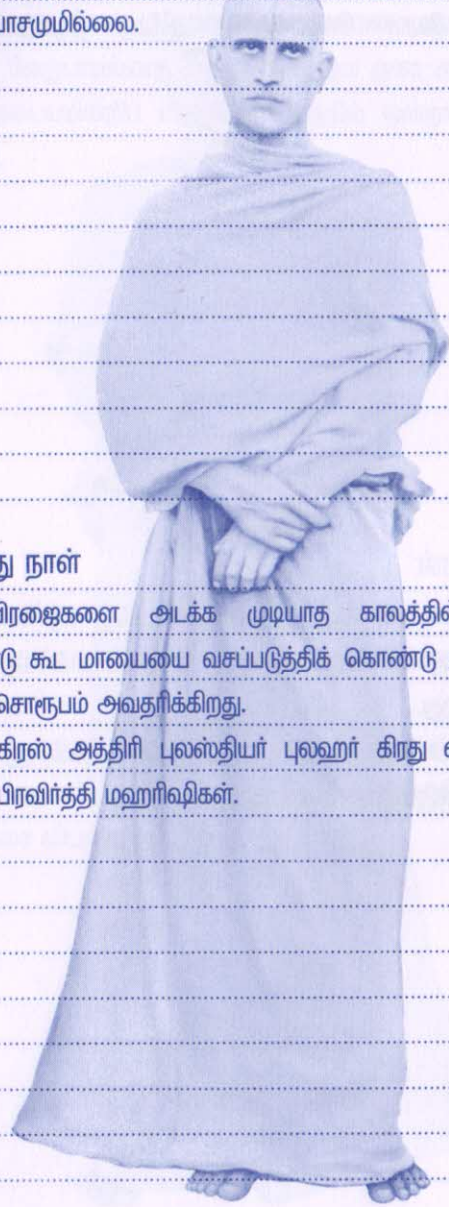 பாசமுமில்லை.
து நாள்
பிரஜைகளை அடக்க முடியாத காலத்தில்
டு கூட மாயையை வசப்படுத்திக் கொண்டு
சொரூபம் அவதரிக்கிறது.
கிரஸ் அத்திரி புலஸ்தியர் புலஹர் கிரது
பிரவிர்த்தி மஹரிஷிகள்.